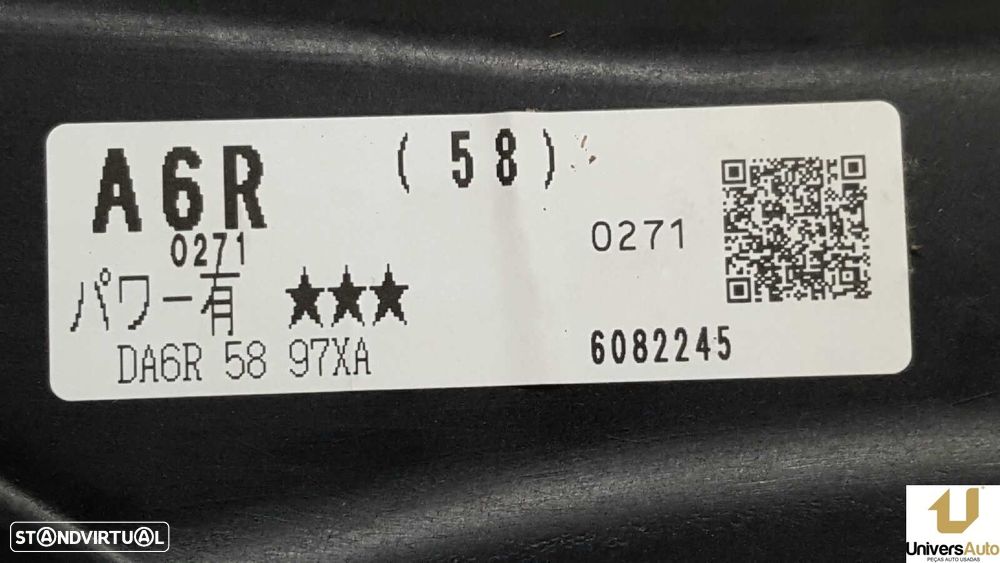 A6R ( 58 )
0271
0271
パワー有 ★★★
6082245
DA6R 58 97XA
STANDVIRTUAL
UniversAuto
PEÇAS AUTO USADAS